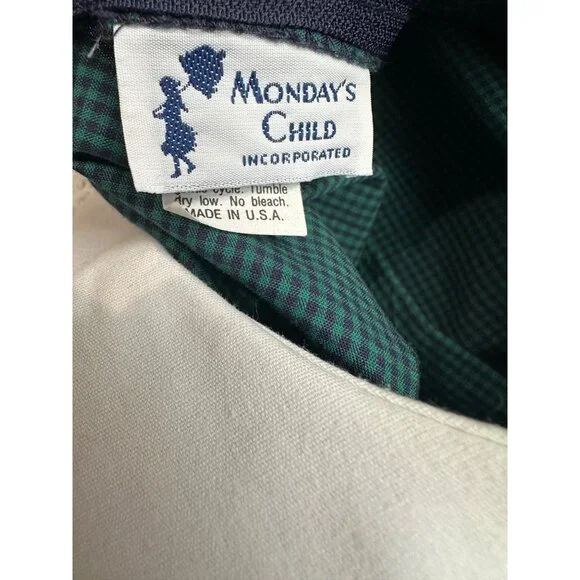 MONDAY'S
CHILD
INCORPORATED
cycle. Tumble
dry low. No bleach.
MADE IN U.S.A.